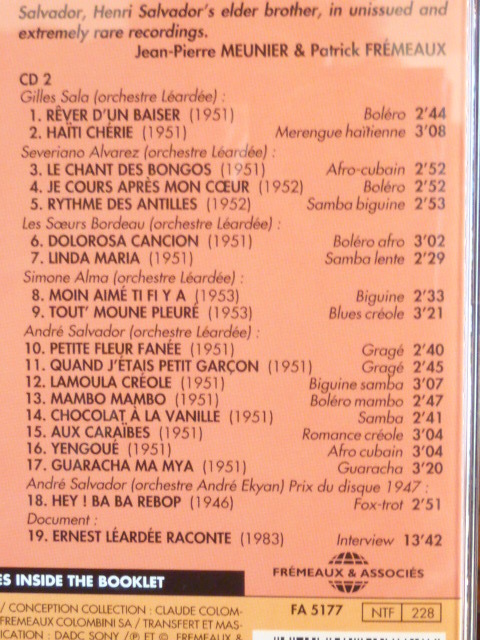 Salvador, Henri Salvador's elder brother, in unissued and
extremely rare recordings.
Jean-Pierre MEUNIER & Patrick FRÉMEAUX
CD 2
Gilles Sala (orchestre Léardée) :
1. RÊVER D'UN BAISER (1951) Boléro 2'44
2. HAÏTI CHÉRIE (1951) Merengue haïtienne 3'08
Severiano Alvarez (orchestre Léardée) :
3. LE CHANT DES BONGOS (1951) Afro-cubain 2'52
4. JE COURS APRÈS MON CŒUR (1952) Boléro 2'52
5. RYTHME DES ANTILLES (1952) Samba biguine 2'53
Les Sœurs Bordeau (orchestre Léardée) :
6. DOLOROSA CANCION (1951) Boléro afro 3'02
7. LINDA MARIA (1951) Samba lente 2'29
Simone Alma (orchestre Léardée) :
8. MOIN AIMÉ TI FI Y A (1953) Biguine 2'33
9. TOUT' MOUNE PLEURÉ (1953) Blues créole 3'21
André Salvador (orchestre Léardée) :
10. PETITE FLEUR FANÉE (1951) Gragé 2'40
11. QUAND J'ÉTAIS PETIT GARÇON (1951) Gragé 2'45
12. LAMOULA CRÉOLE (1951) Biguine samba 3'07
13. MAMBO MAMBO (1951) Boléro mambo 2'47
14. CHOCOLAT À LA VANILLE (1951) Samba 2'41
15. AUX CARAÏBES (1951) Romance créole 3'04
16. YENGOUÉ (1951) Afro cubain 3'04
17. GUARACHA MA MYA (1951) Guaracha 3'20
André Salvador (orchestre André Ekyan) Prix du disque 1947 :
18. HEY ! BA BA REBOP (1946) Fox-trot 2'51
Document :
19. ERNEST LÉARDÉE RACONTE (1983) Interview 13'42
ES INSIDE THE BOOKLET
FRÉMEAUX & ASSOCIÉS
/ CONCEPTION COLLECTION : CLAUDE COLOM-
FREMEAUX COLOMBINI SA / TRANSFERT ET MAS-
ICATION : DADC SONY / ℗ ET © FRÉMEAUX &
FA 5177 NTF 228